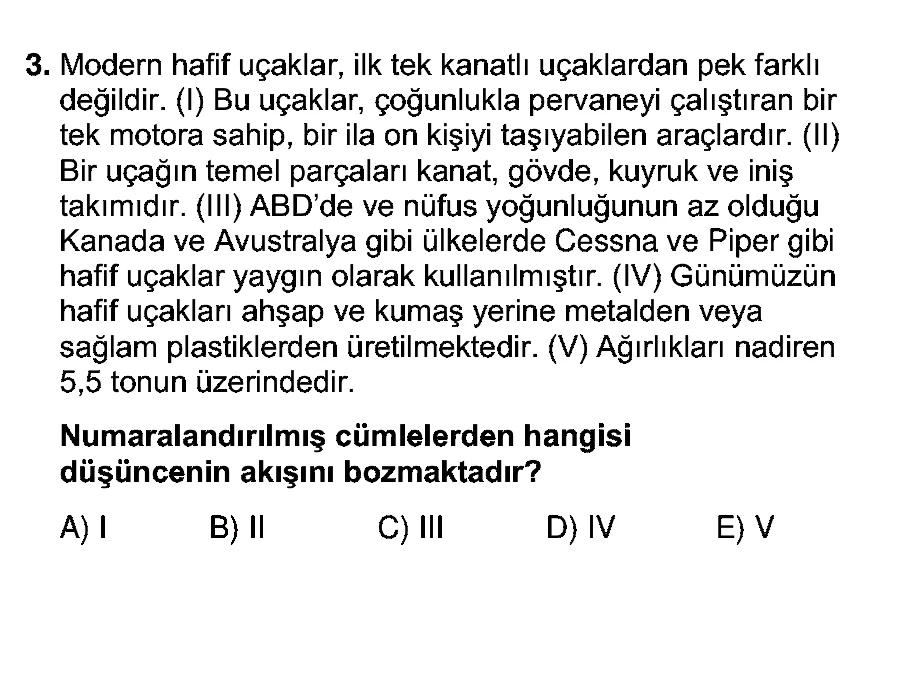 3. Modern hafif uçaklar, ilk tek kanatlı uçaklardan pek farklı
değildir. (I) Bu uçaklar, çoğunlukla pervaneyi çalıştıran bir
tek motora sahip, bir ila on kişiyi taşıyabilen araçlardır. (II)
Bir uçağın temel parçaları kanat, gövde, kuyruk ve iniş
takımıdır. (III) ABD’de ve nüfus yoğunluğunun az olduğu
Kanada ve Avustralya gibi ülkelerde Cessna ve Piper gibi
hafif uçaklar yaygın olarak kullanılmıştır. (IV) Günümüzün
hafif uçakları ahşap ve kumaş yerine metalden veya
sağlam plastiklerden üretilmektedir. (V) Ağırlıkları nadiren
5,5 tonun üzerindedir.
Numaralandırılmış cümlelerden hangisi
düşüncenin akışını bozmaktadır?
A) I B) II C) III D) IV E) V